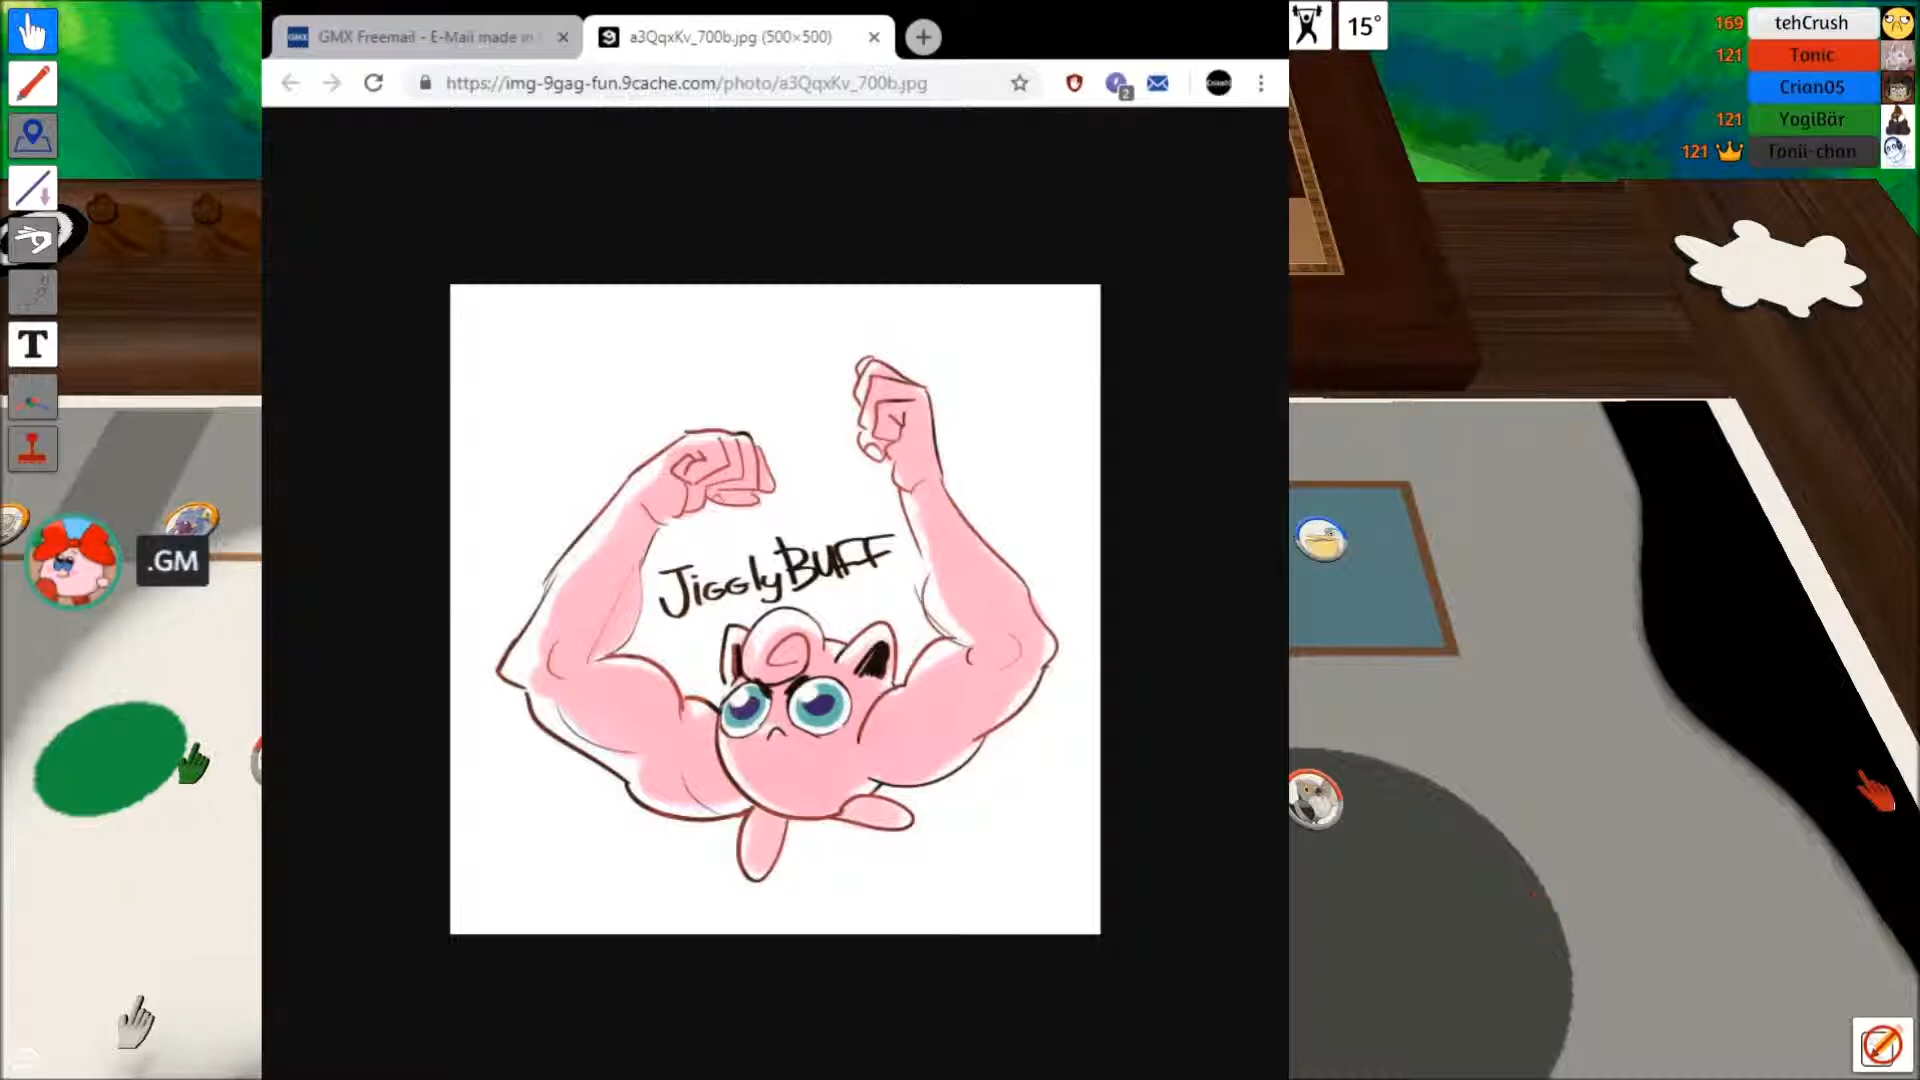 GMX Freemail - E-Mail made in
a3QqxKv_700b.jpg (500×500)
https://img-9gag-fun.9cache.com/photo/a3QqxKv_700b.jpg
2
15°
169 tehCrush
121 Tonic
Crian05
121 YogiBär
121 Tonii-chan
T
.GM
JigglyBUFF